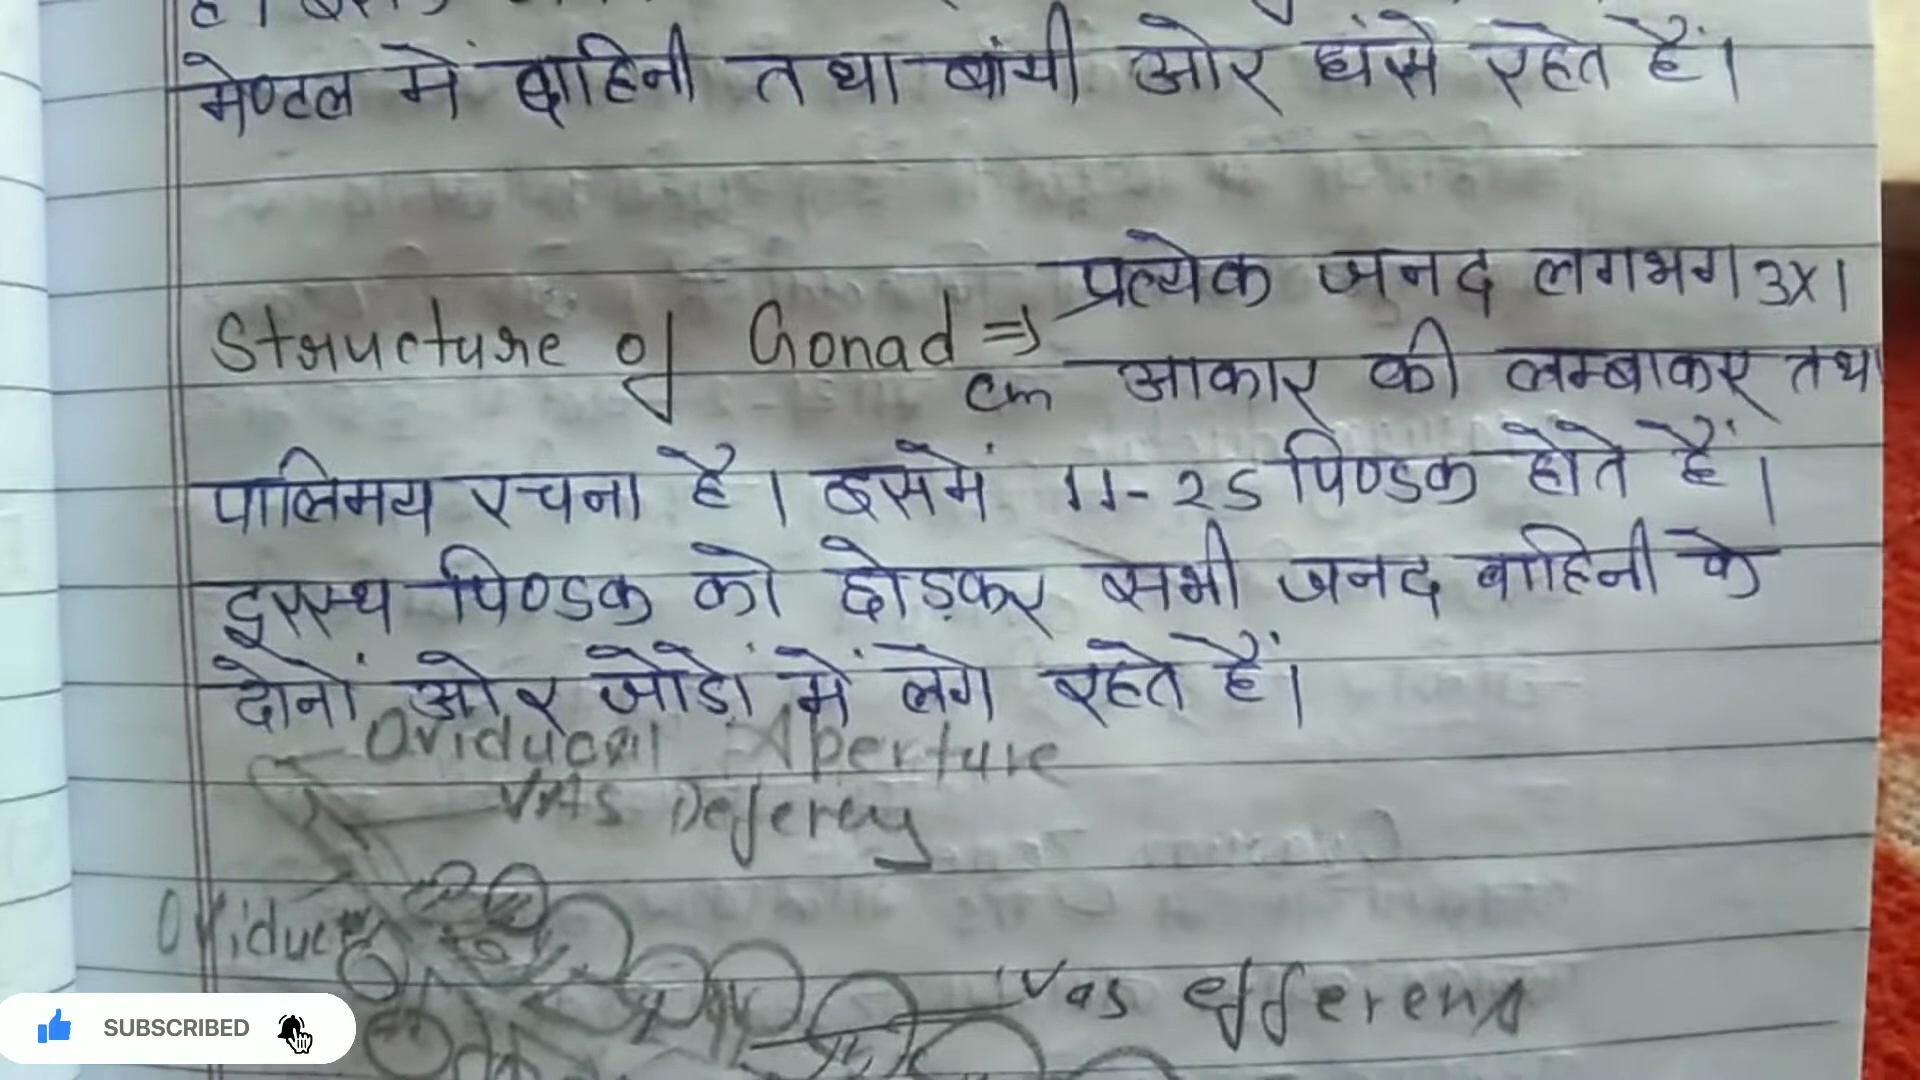 मेण्टल में दाहिनी तथा बांयी ओर धंसे रहते हैं।
Structure of Gonad ⇒ प्रत्येक जनद लगभग 3x1
cm आकार की लम्बाकार तथा
पालिमय रचना है। इसमें 11-25 पिण्डक होते हैं।
दूरस्थ पिण्डक को छोड़कर सभी जनद वाहिनी के
दोनों ओर जोड़ों में लगे रहते हैं।
Oviducal Aperture
VAS Deferens
Oviduct
Vas efferens
SUBSCRIBED